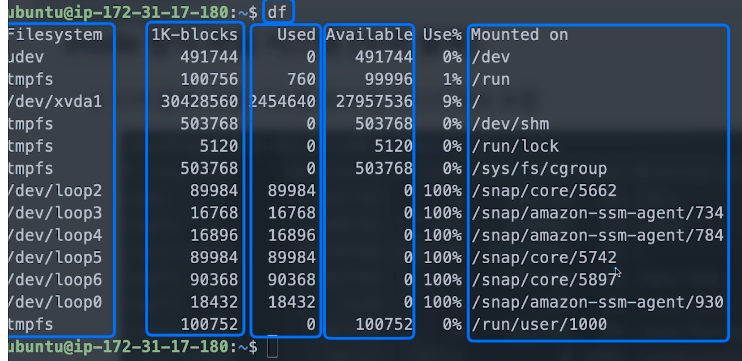 ubuntu@ip-172-31-17-180:~$ df
Filesystem 1K-blocks Used Available Use% Mounted on
udev 491744 0 491744 0% /dev
tmpfs 100756 760 99996 1% /run
/dev/xvda1 30428560 2454640 27957536 9% /
tmpfs 503768 0 503768 0% /dev/shm
tmpfs 5120 0 5120 0% /run/lock
tmpfs 503768 0 503768 0% /sys/fs/cgroup
/dev/loop2 89984 89984 0 100% /snap/core/5662
/dev/loop3 16768 16768 0 100% /snap/amazon-ssm-agent/734
/dev/loop4 16896 16896 0 100% /snap/amazon-ssm-agent/784
/dev/loop5 89984 89984 0 100% /snap/core/5742
/dev/loop6 90368 90368 0 100% /snap/core/5897
/dev/loop0 18432 18432 0 100% /snap/amazon-ssm-agent/930
tmpfs 100752 0 100752 0% /run/user/1000
ubuntu@ip-172-31-17-180:~$